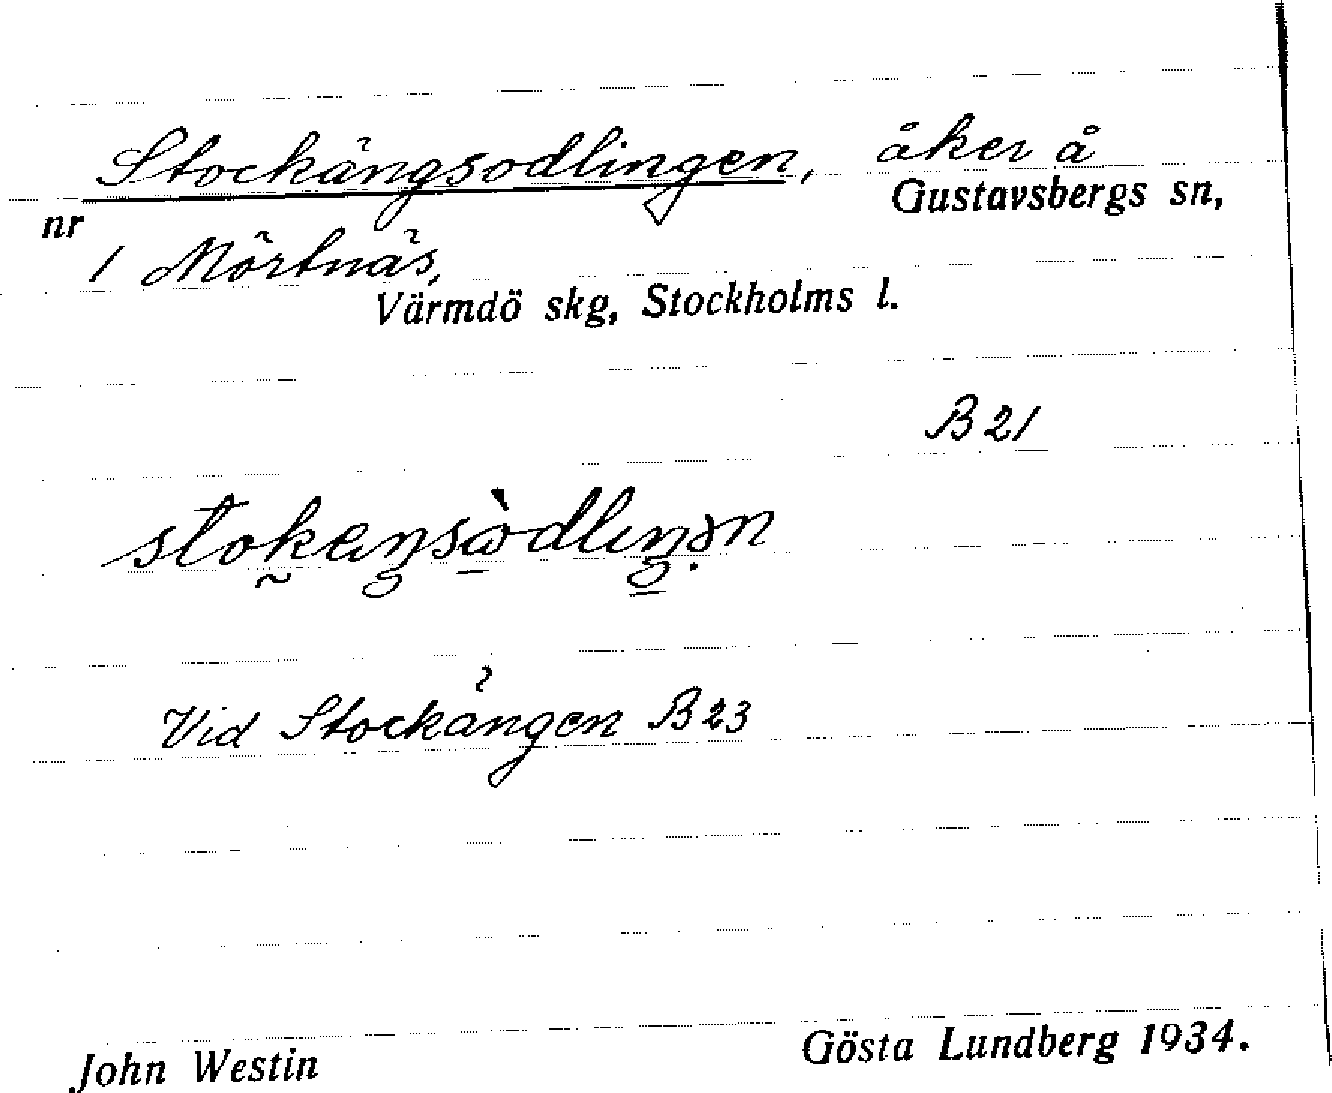 Stockängsodlingen, åker å
Gustavsbergs sn,
nr
1 Mörtnäs,
Värmdö skg, Stockholms l.
B 21
Vid Stockängen B 23
John Westin
Gösta Lundberg 1934.